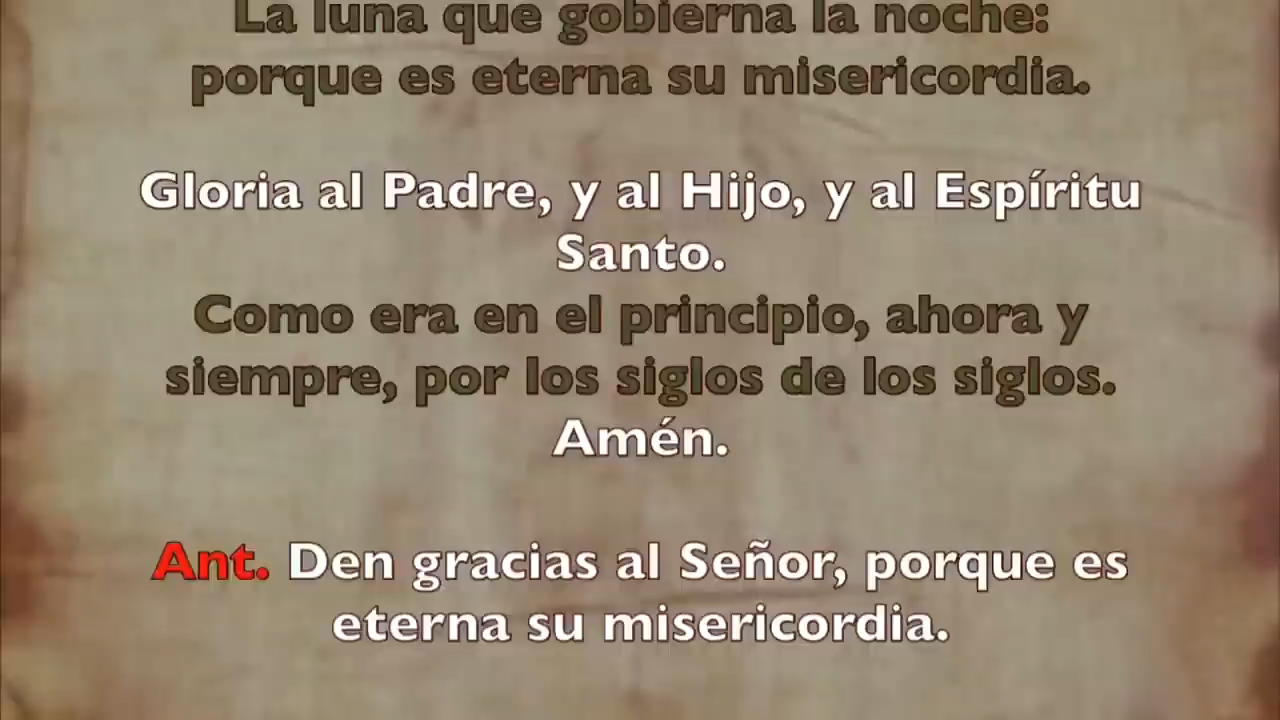 La luna que gobierna la noche:
porque es eterna su misericordia.
Gloria al Padre, y al Hijo, y al Espíritu
Santo.
Como era en el principio, ahora y
siempre, por los siglos de los siglos.
Amén.
Ant. Den gracias al Señor, porque es
eterna su misericordia.